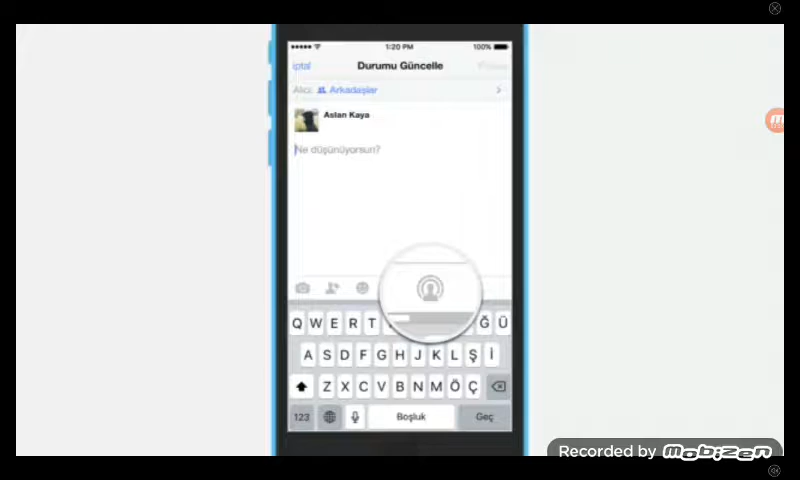 1:20 PM 100%
İptal Durumu Güncelle
Alıcı: Arkadaşlar
Aslan Kaya
Ne düşünüyorsun?
Q W E R T Ğ Ü
A S D F G H J K L Ş İ
Z X C V B N M Ö Ç
123 Boşluk Geç
Recorded by mobizen